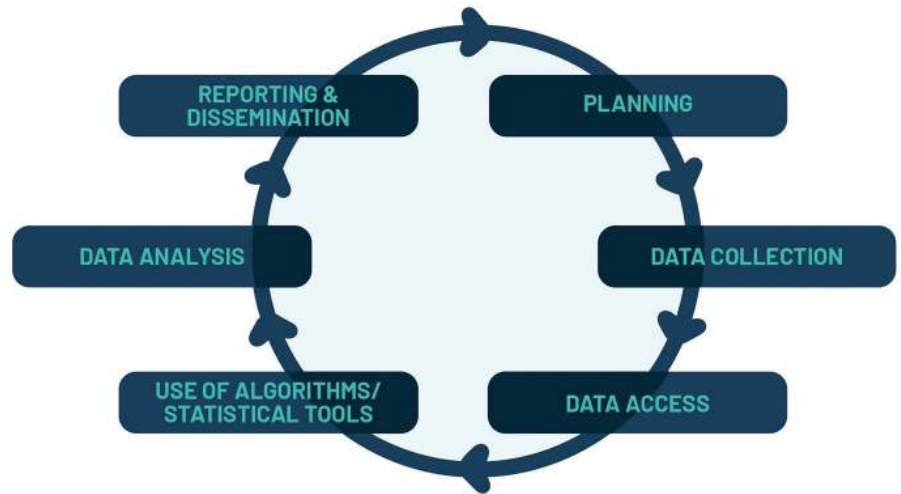 REPORTING &
DISSEMINATION
PLANNING
DATA ANALYSIS
DATA COLLECTION
USE OF ALGORITHMS/
STATISTICAL TOOLS
DATA ACCESS